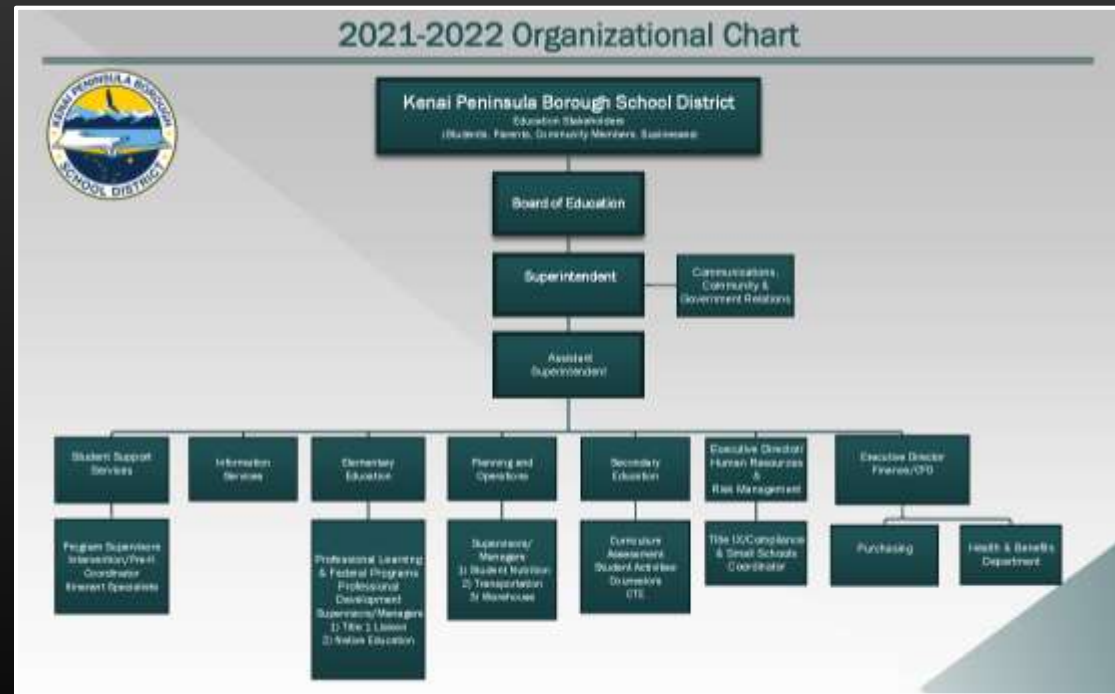 2021-2022 Organizational Chart
KENAI PENINSULA BOROUGH
SCHOOL DISTRICT
Kenai Peninsula Borough School District
Education Stakeholders
(Students, Parents, Community Members, Businesses)
Board of Education
Superintendent
Communications,
Community &
Government Relations
Assistant
Superintendent
Student Support
Services
Information
Services
Elementary
Education
Planning and
Operations
Secondary
Education
Executive Director/
Human Resources
&
Risk Management
Executive Director
Finance/CFO
Program Supervisors
Coordinator
Itinerant Specialists
Professional Learning
& Federal Programs
Professional
Development
Supervisors/Managers
1) Title 1 Liaison
2) Native Education
Supervisors/
Managers
1) Student Nutrition
2) Transportation
3) Warehouse
Curriculum
Assessment
Student Activities
Counselors
CTE
Title IX/Compliance
& Small Schools
Coordinator
Purchasing
Health & Benefits
Department